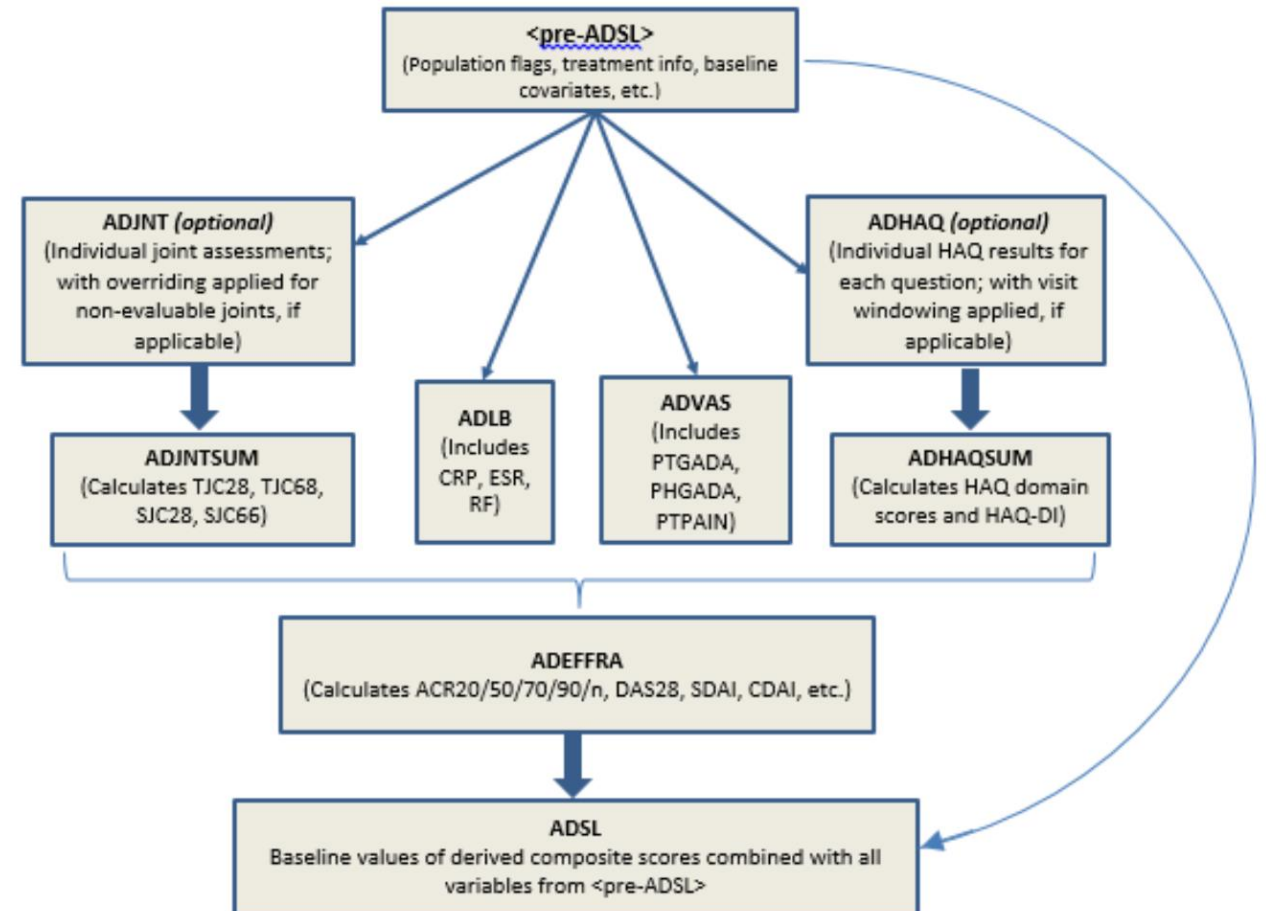 <pre-ADSL>
(Population flags, treatment info, baseline
covariates, etc.)
ADJNT (optional)
(Individual joint assessments;
with overriding applied for
non-evaluable joints, if
applicable)
ADHAQ (optional)
(Individual HAQ results for
each question; with visit
windowing applied, if
applicable)
ADJNTSUM
(Calculates TJC28, TJC68,
SJC28, SJC66)
ADLB
(Includes
CRP, ESR,
RF)
ADVAS
(Includes
PTGADA,
PHGADA,
PTPAIN)
ADHAQSUM
(Calculates HAQ domain
scores and HAQ-DI)
ADEFFRA
(Calculates ACR20/50/70/90/n, DAS28, SDAI, CDAI, etc.)
ADSL
Baseline values of derived composite scores combined with all
variables from <pre-ADSL>